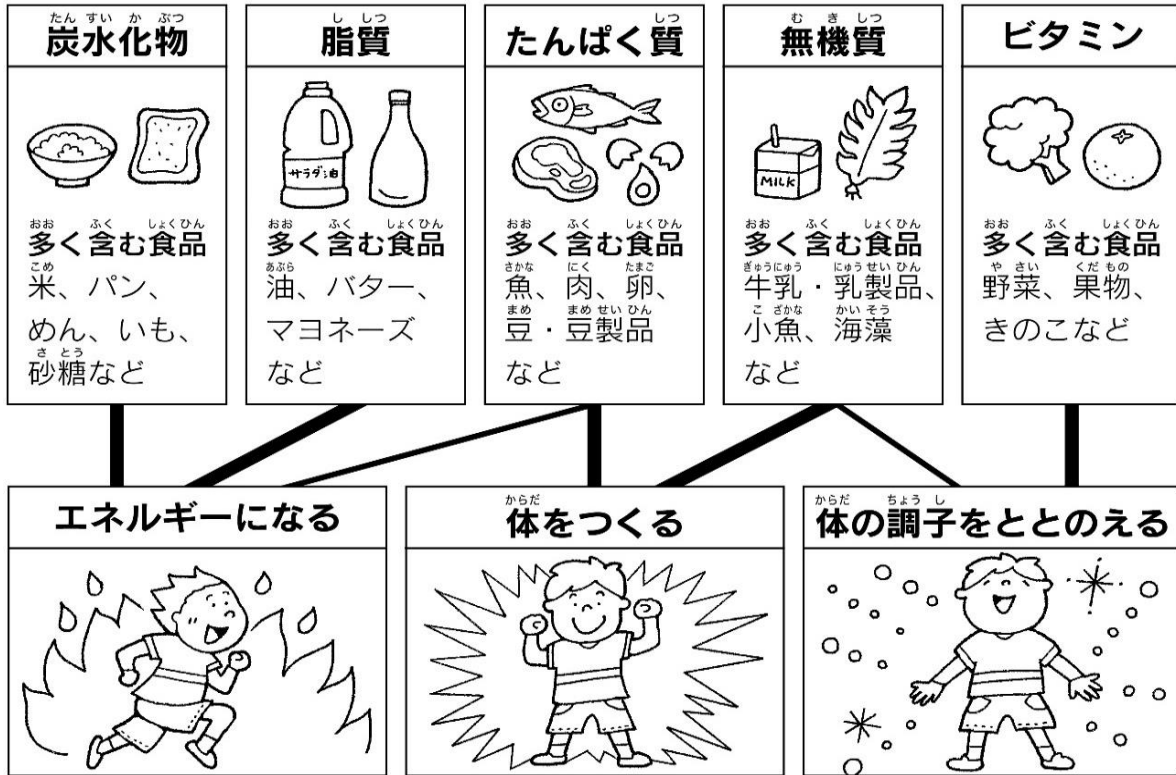 炭水化物
たんすいかぶつ
多く含む食品
おおふくしょくひん
米、パン、
こめ
めん、いも、
砂糖など
さとう
脂質
ししつ
サラダ油
多く含む食品
おおふくしょくひん
油、バター、
あぶら
マヨネーズ
など
たんぱく質
しつ
多く含む食品
おおふくしょくひん
魚、肉、卵、
さかなにくたまご
豆・豆製品
まめまめせいひん
など
無機質
むきしつ
MILK
多く含む食品
おおふくしょくひん
牛乳・乳製品、
ぎゅうにゅうにゅうせいひん
小魚、海藻
こざかなかいそう
など
ビタミン
多く含む食品
おおふくしょくひん
野菜、果物、
やさいくだもの
きのこなど
エネルギーになる
体をつくる
からだ
体の調子をととのえる
からだちょうし